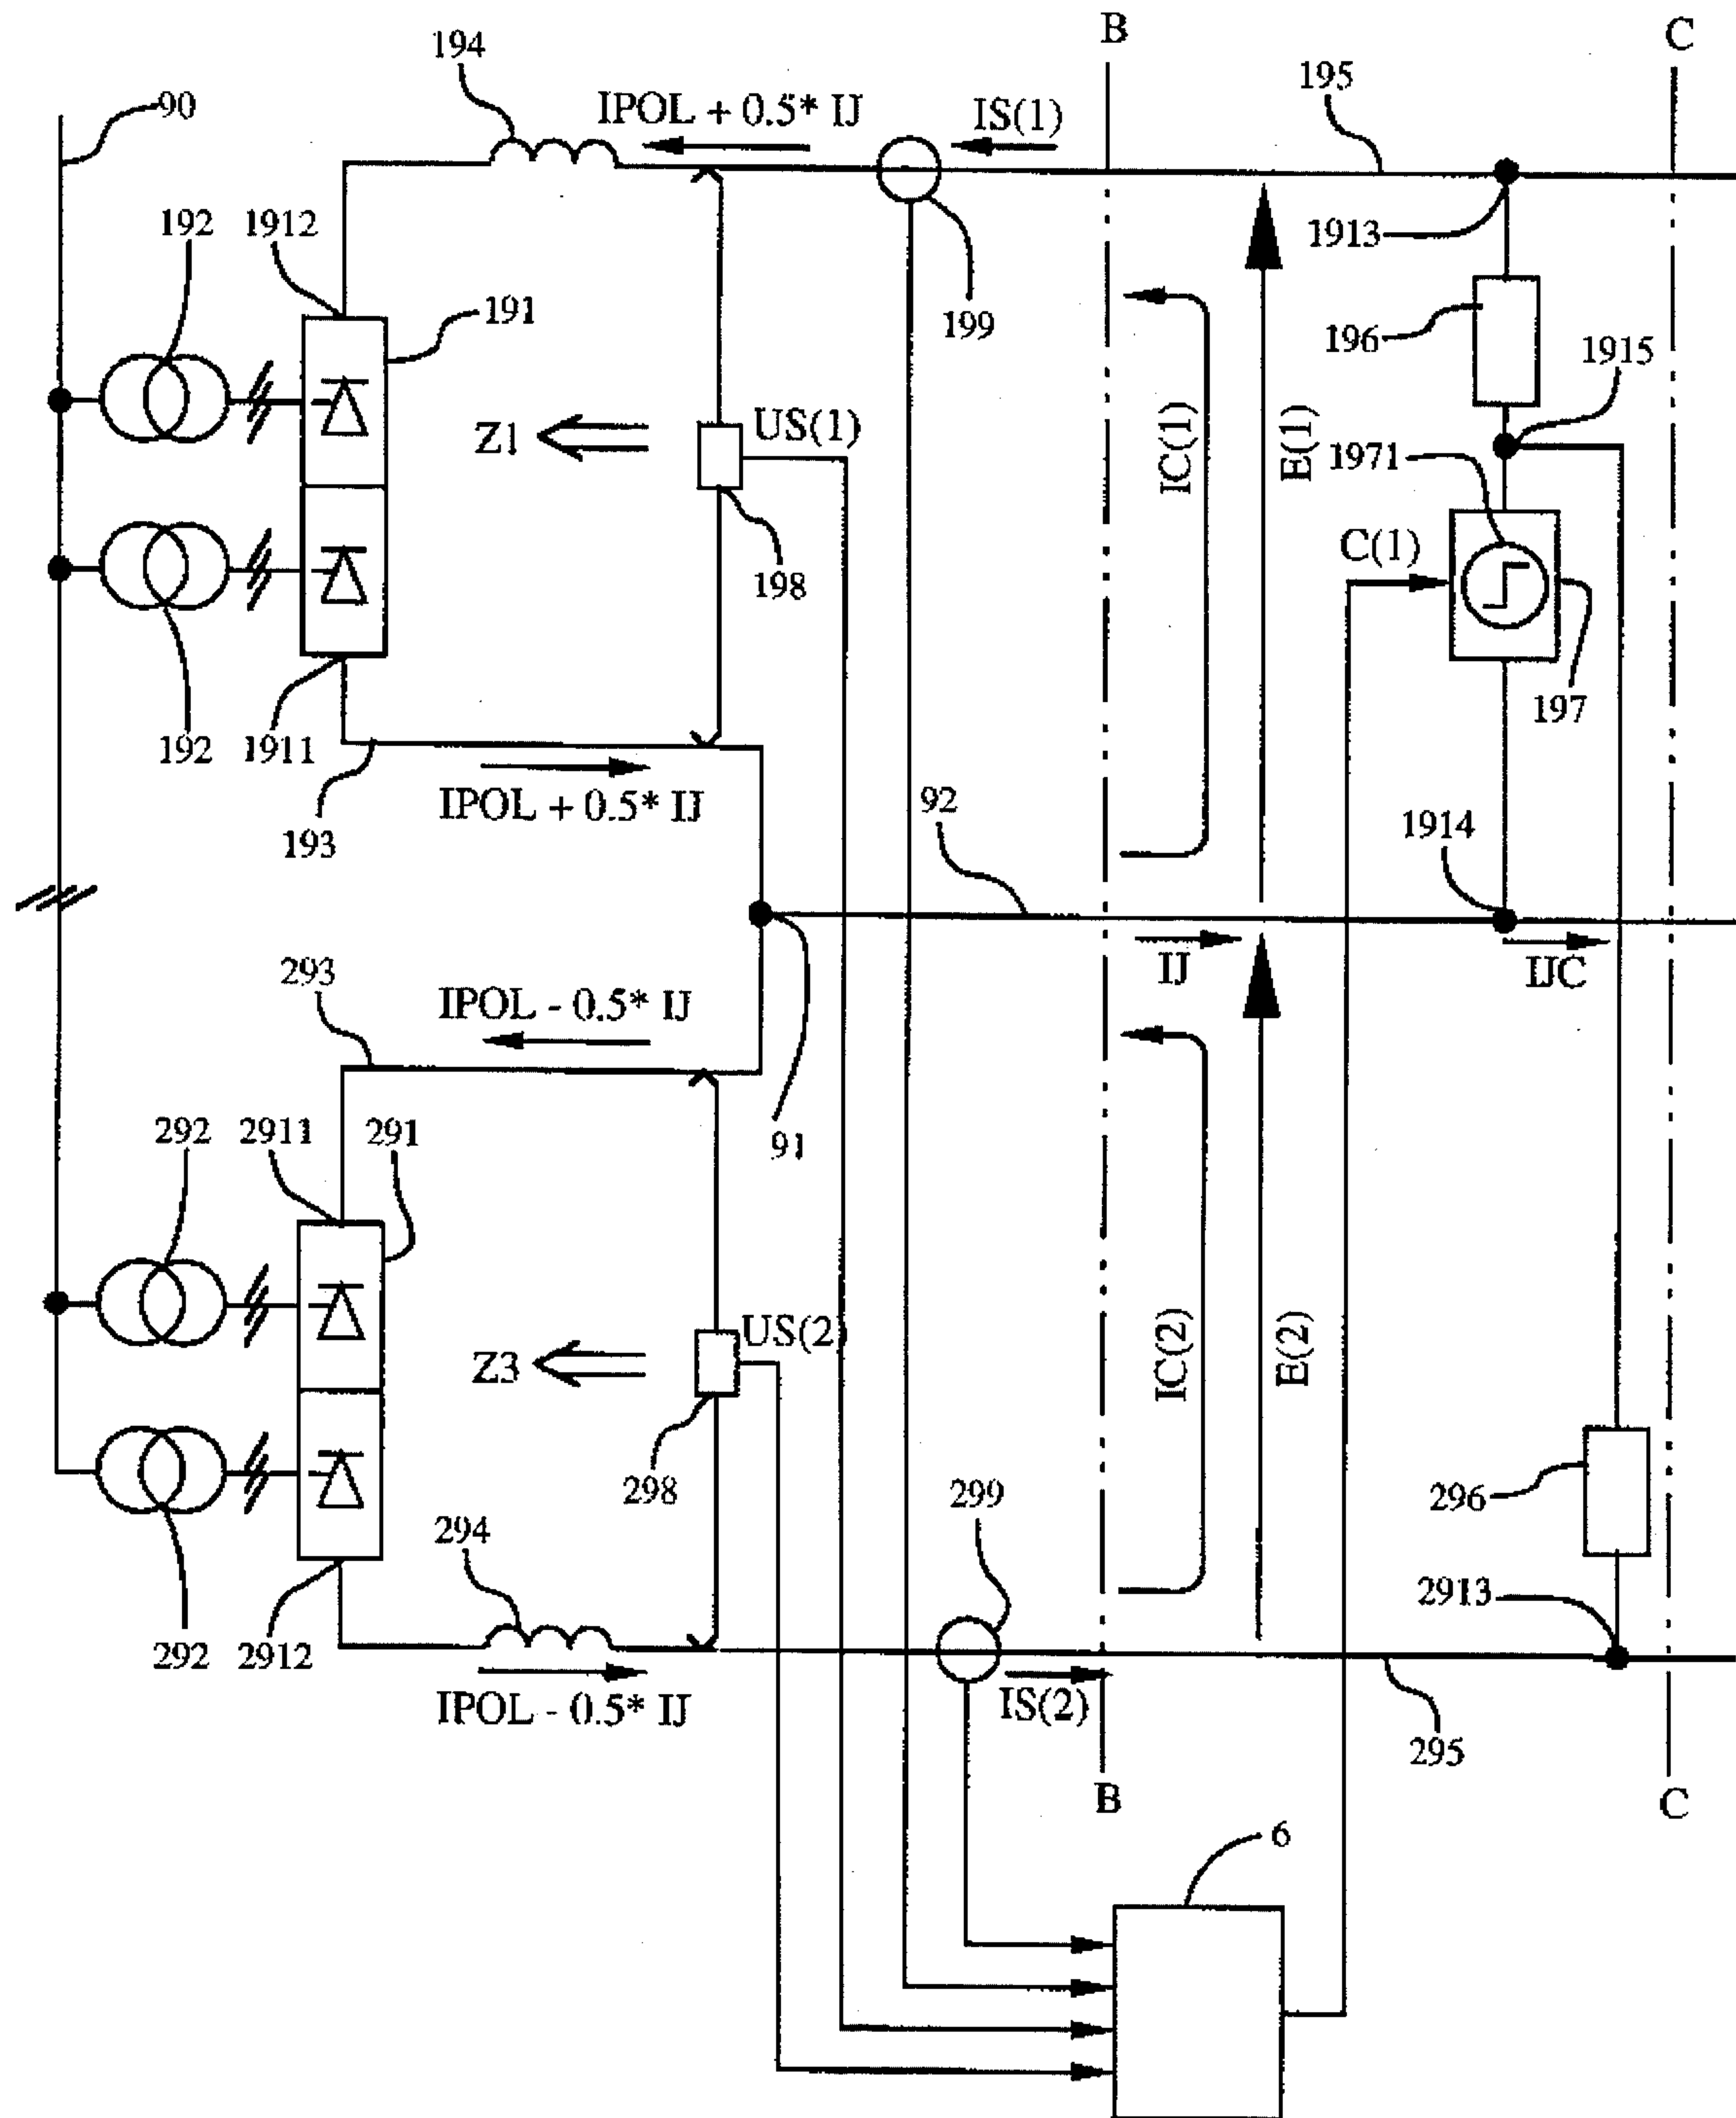 B
C
194
90
IPOL + 0.5* IJ
IS(1)
195
192
1912
1913
191
199
196
1915
Z1
US(1)
IC(1)
E(1)
1971
C(1)
198
197
192
1911
IPOL + 0.5* IJ
193
92
1914
293
IPOL - 0.5* IJ
IJ
IJC
292
2911
291
91
US(2)
Z3
IC(2)
E(2)
298
299
296
294
2913
292
2912
IPOL - 0.5* IJ
IS(2)
295
B
C
6